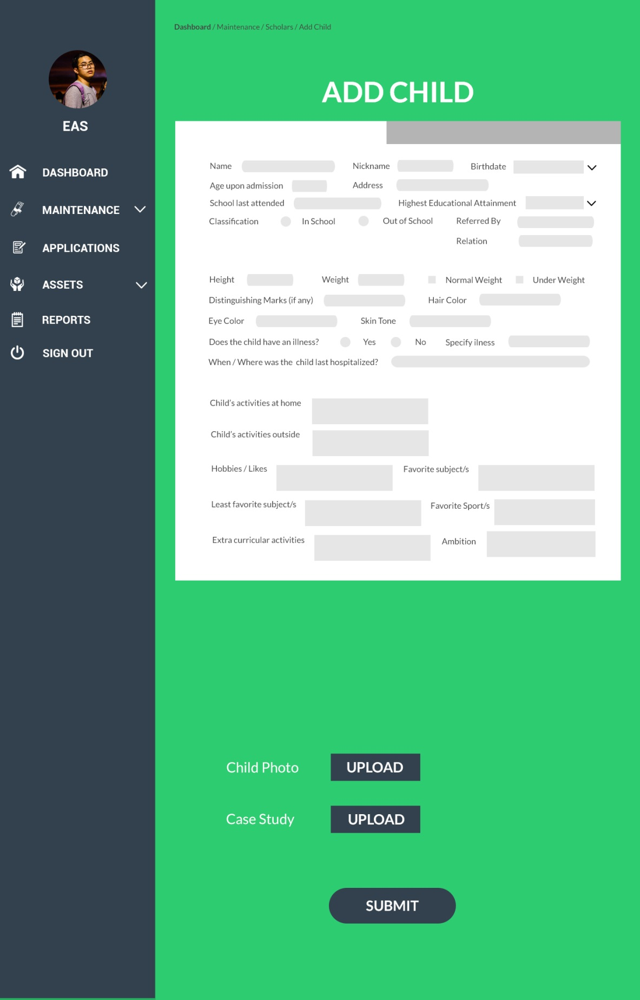 Dashboard / Maintenance / Scholars / Add Child
EAS
DASHBOARD
MAINTENANCE
APPLICATIONS
ASSETS
REPORTS
SIGN OUT
ADD CHILD
Name Nickname Birthdate
Age upon admission Address
School last attended Highest Educational Attainment
Classification In School Out of School Referred By
Relation
Height Weight Normal Weight Under Weight
Distinguishing Marks (if any) Hair Color
Eye Color Skin Tone
Does the child have an illness? Yes No Specify ilness
When / Where was the child last hospitalized?
Child's activities at home
Child's activities outside
Hobbies / Likes Favorite subject/s
Least favorite subject/s Favorite Sport/s
Extra curricular activities Ambition
Child Photo UPLOAD
Case Study UPLOAD
SUBMIT